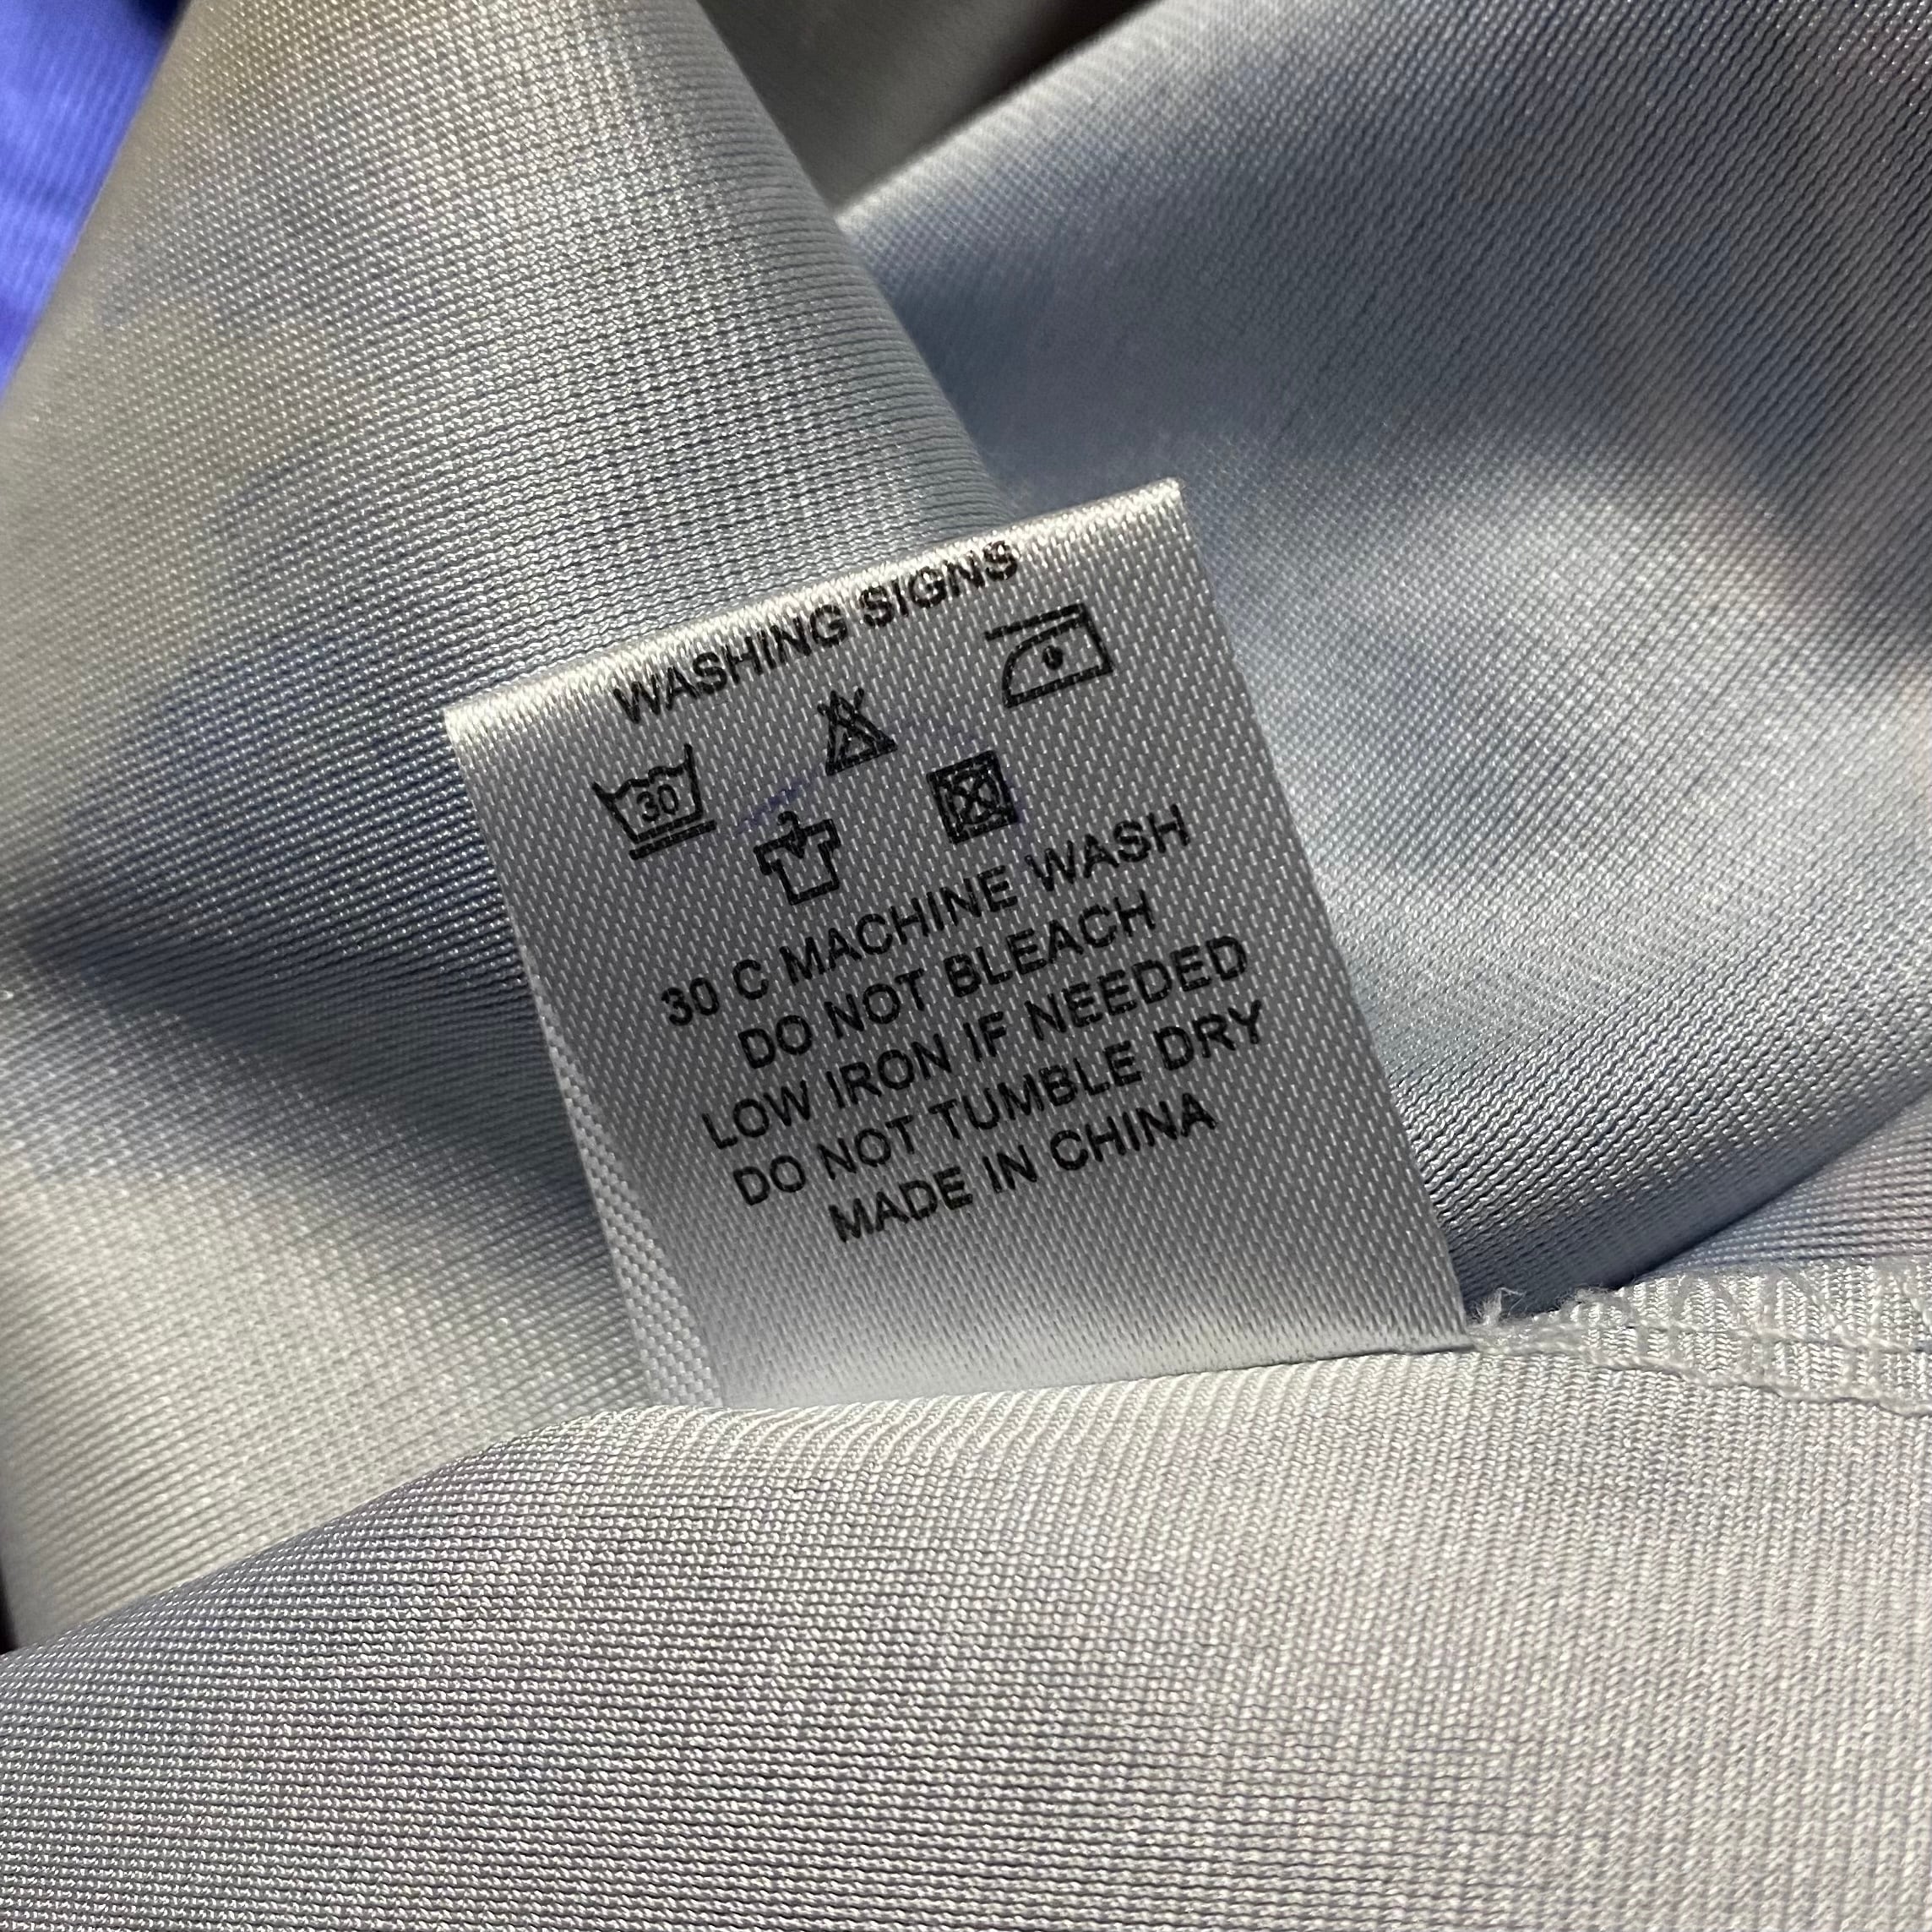 WASHING SIGNS
30
30 C MACHINE WASH
DO NOT BLEACH
LOW IRON IF NEEDED
DO NOT TUMBLE DRY
MADE IN CHINA